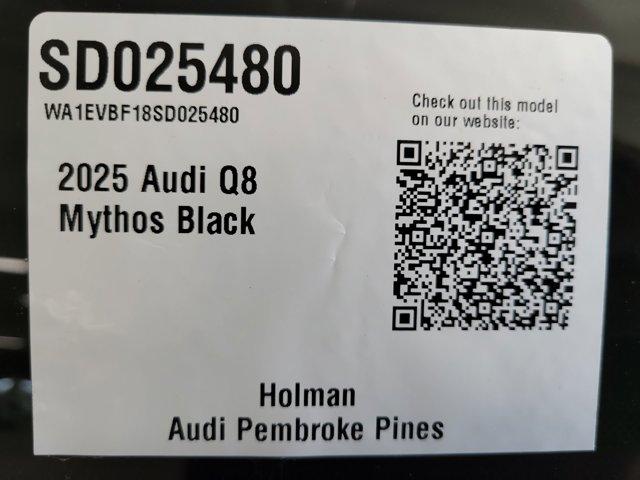 SD025480
WA1EVBF18SD025480
Check out this model
on our website:
2025 Audi Q8
Mythos Black
Holman
Audi Pembroke Pines